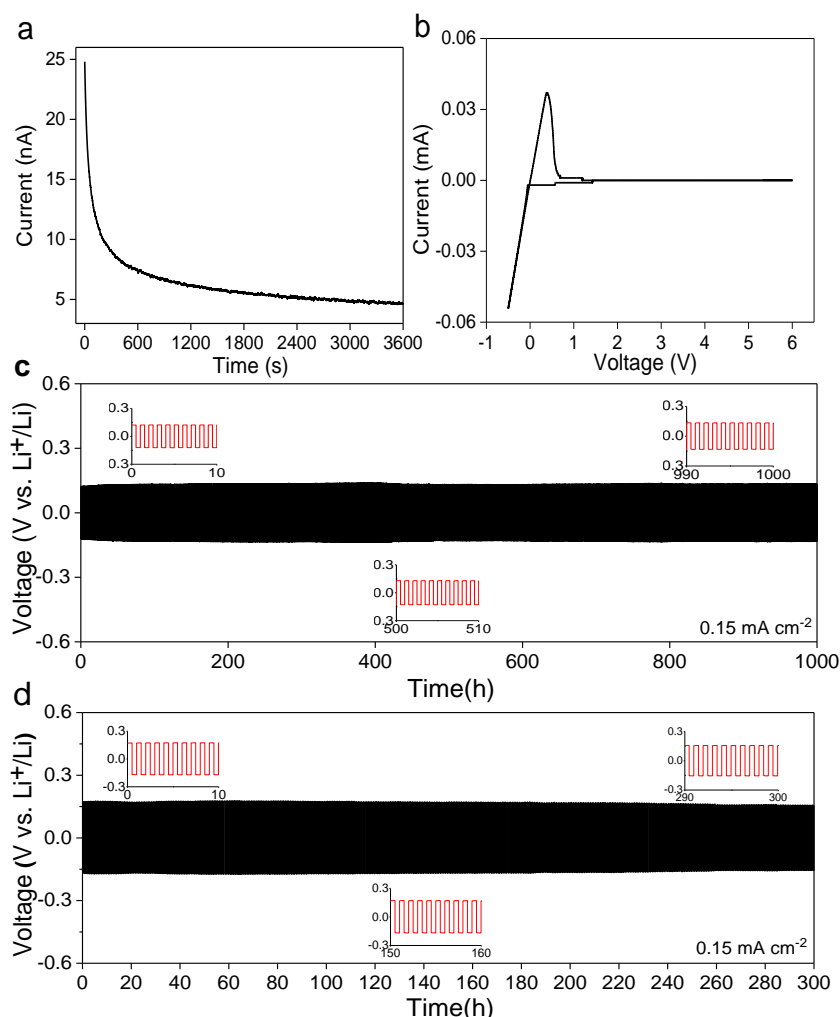 a
25
20
15
10
5
Current (nA)
0 600 1200 1800 2400 3000 3600
Time (s)
b
0.06
0.03
0.00
-0.03
-0.06
Current (mA)
-1 0 1 2 3 4 5 6
Voltage (V)
c
0.6
0.3
0.0
-0.3
-0.6
Voltage (V vs. Li⁺/Li)
0.3
0.0
0.3
0 10
0.3
0.0
0.3
500 510
0.3
0.0
0.3
990 1000
0.15 mA cm⁻²
0 200 400 600 800 1000
Time(h)
d
0.6
0.3
0.0
-0.3
-0.6
Voltage (V vs. Li⁺/Li)
0.3
0.0
-0.3
0 10
0.3
0.0
-0.3
150 160
0.3
0.0
-0.3
290 300
0.15 mA cm⁻²
0 20 40 60 80 100 120 140 160 180 200 220 240 260 280 300
Time(h)